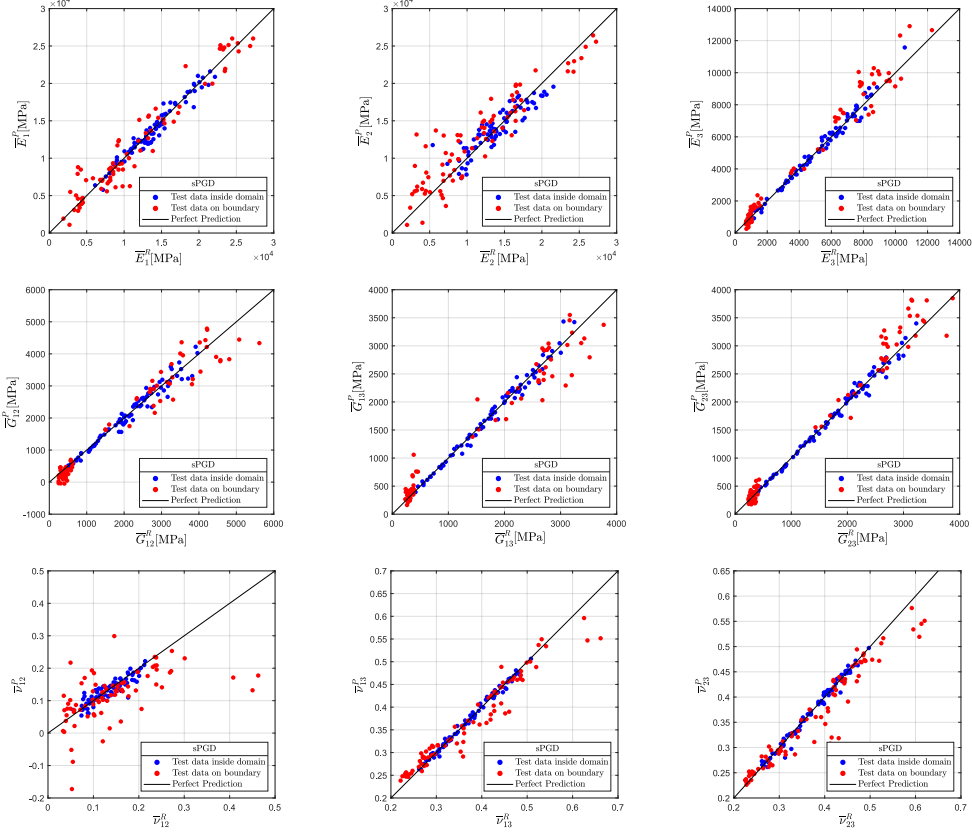 ×10⁴
3
2.5
2
1.5
1
0.5
0
0 0.5 1 1.5 2 2.5 3
×10⁴
E̅₁ᴾ[MPa]
E̅₁ᴿ[MPa]
sPGD
Test data inside domain
Test data on boundary
Perfect Prediction
×10⁴
3
2.5
2
1.5
1
0.5
0
0 0.5 1 1.5 2 2.5 3
×10⁴
E̅₂ᴾ[MPa]
E̅₂ᴿ[MPa]
sPGD
Test data inside domain
Test data on boundary
Perfect Prediction
14000
12000
10000
8000
6000
4000
2000
0
0 2000 4000 6000 8000 10000 12000 14000
E̅₃ᴾ[MPa]
E̅₃ᴿ[MPa]
sPGD
Test data inside domain
Test data on boundary
Perfect Prediction
6000
5000
4000
3000
2000
1000
0
-1000
0 1000 2000 3000 4000 5000 6000
G̅₁₂ᴾ[MPa]
G̅₁₂ᴿ[MPa]
sPGD
Test data inside domain
Test data on boundary
Perfect Prediction
4000
3500
3000
2500
2000
1500
1000
500
0
0 1000 2000 3000 4000
G̅₁₃ᴾ[MPa]
G̅₁₃ᴿ[MPa]
sPGD
Test data inside domain
Test data on boundary
Perfect Prediction
4000
3500
3000
2500
2000
1500
1000
500
0
0 1000 2000 3000 4000
G̅₂₃ᴾ[MPa]
G̅₂₃ᴿ[MPa]
sPGD
Test data inside domain
Test data on boundary
Perfect Prediction
0.5
0.4
0.3
0.2
0.1
0
-0.1
-0.2
0 0.1 0.2 0.3 0.4 0.5
ν̅₁₂ᴾ
ν̅₁₂ᴿ
sPGD
Test data inside domain
Test data on boundary
Perfect Prediction
0.7
0.65
0.6
0.55
0.5
0.45
0.4
0.35
0.3
0.25
0.2
0.2 0.3 0.4 0.5 0.6 0.7
ν̅₁₃ᴾ
ν̅₁₃ᴿ
sPGD
Test data inside domain
Test data on boundary
Perfect Prediction
0.65
0.6
0.55
0.5
0.45
0.4
0.35
0.3
0.25
0.2
0.2 0.3 0.4 0.5 0.6 0.7
ν̅₂₃ᴾ
ν̅₂₃ᴿ
sPGD
Test data inside domain
Test data on boundary
Perfect Prediction